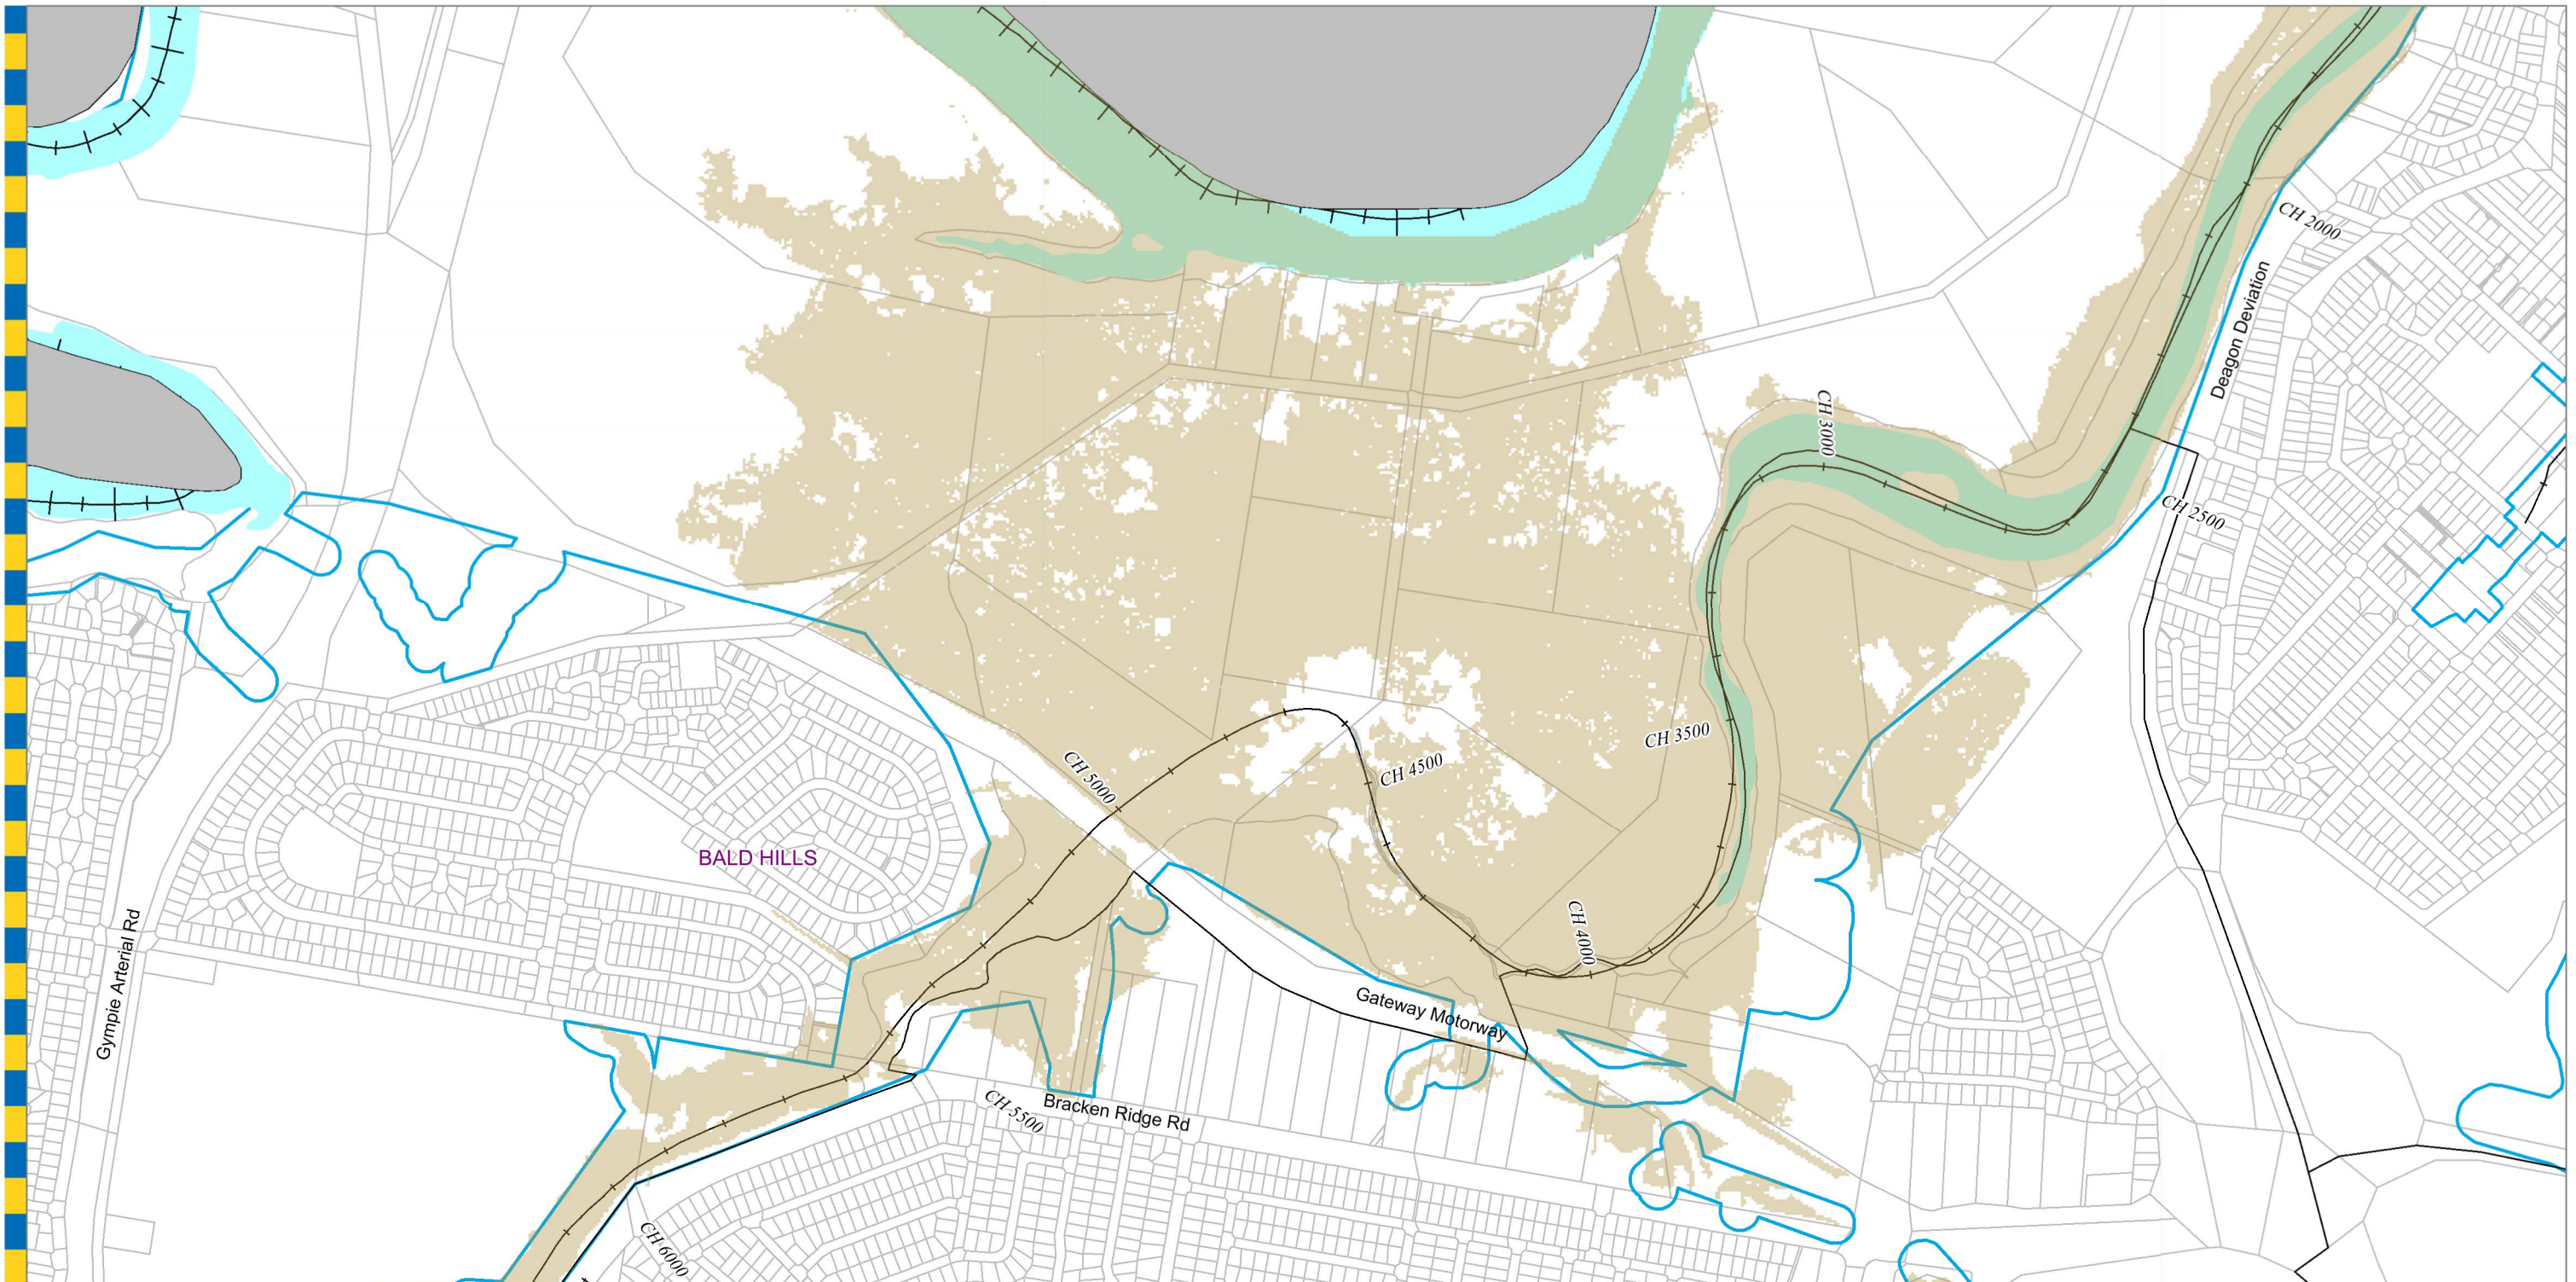 CH 2000
Deagon Deviation
CH 3000
CH 2500
CH 3500
CH 4500
CH 5000
BALD HILLS
CH 4000
Gympie Arterial Rd
Gateway Motorway
Bracken Ridge Rd
CH 5500
CH 6000